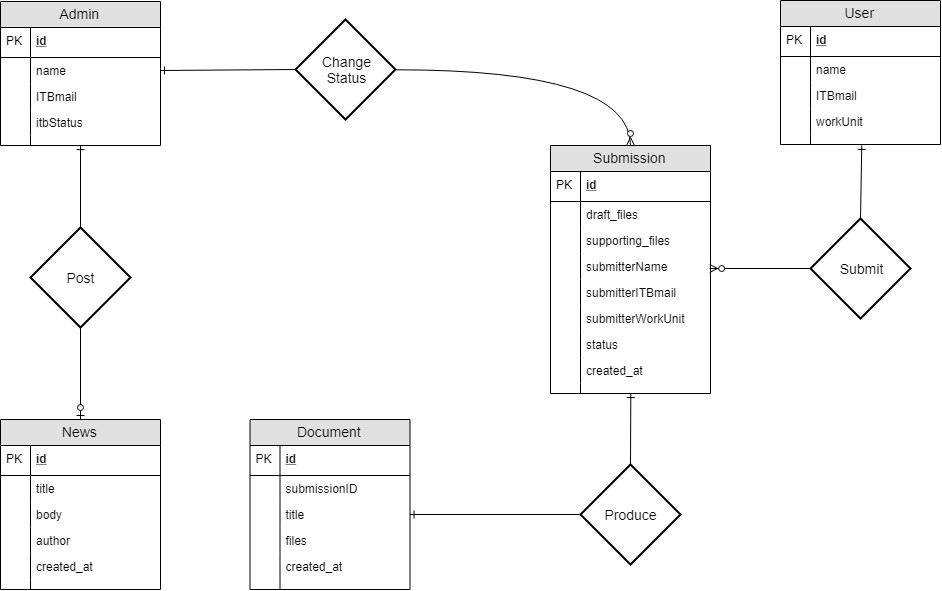 Admin
PK id
name
ITBmail
itbStatus
Change
Status
User
PK id
name
ITBmail
workUnit
Submission
PK id
draft_files
supporting_files
submitterName
submitterITBmail
submitterWorkUnit
status
created_at
Post
Submit
News
PK id
title
body
author
created_at
Document
PK id
submissionID
title
files
created_at
Produce